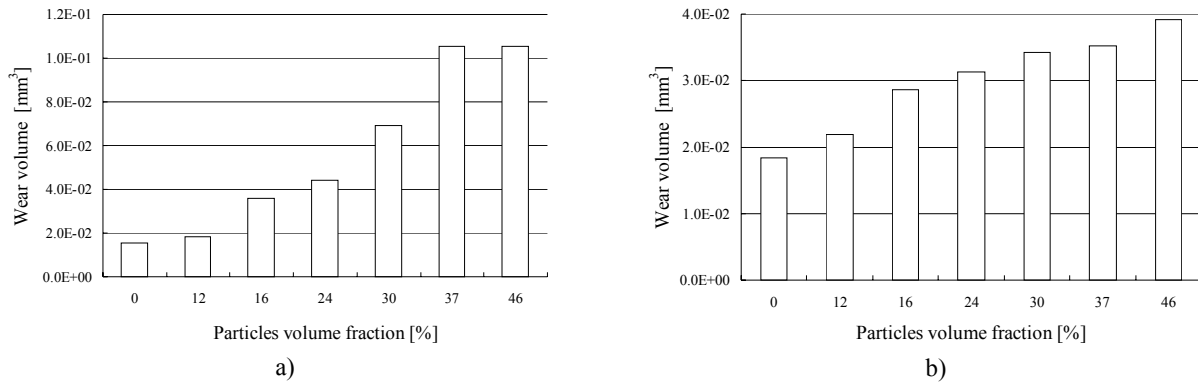 1.2E-01
1.0E-01
8.0E-02
6.0E-02
4.0E-02
2.0E-02
0.0E+00
Wear volume [mm³]
0 12 16 24 30 37 46
Particles volume fraction [%]
a)
4.0E-02
3.0E-02
2.0E-02
1.0E-02
0.0E+00
Wear volume [mm³]
0 12 16 24 30 37 46
Particles volume fraction [%]
b)